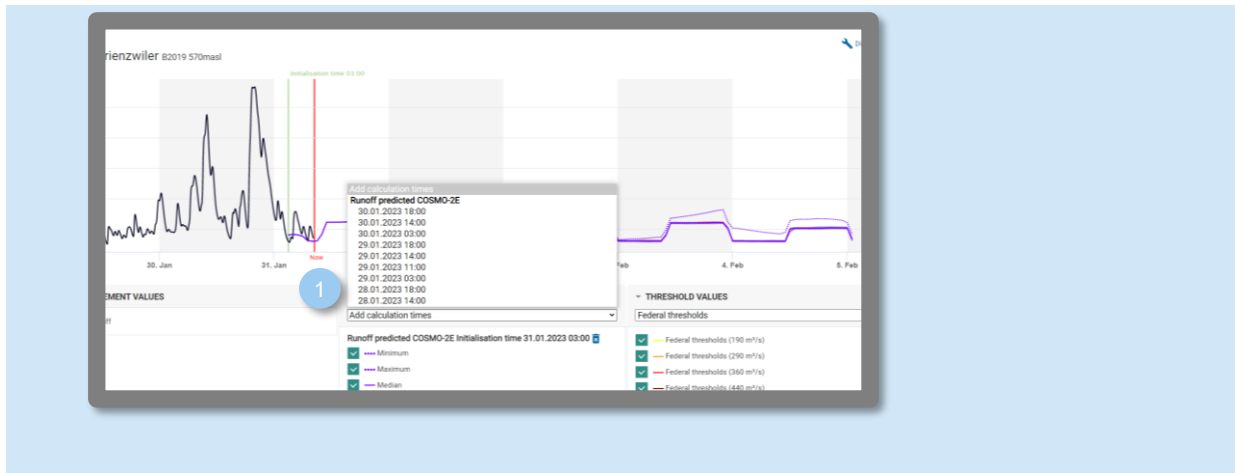 rienzwiler B2019 570masl
Initialisation time 03:00
Now
30. Jan
31. Jan
Feb
4. Feb
5. Feb
Add calculation times
Runoff predicted COSMO-2E
30.01.2023 18:00
30.01.2023 14:00
30.01.2023 03:00
29.01.2023 18:00
29.01.2023 14:00
29.01.2023 11:00
29.01.2023 03:00
28.01.2023 18:00
28.01.2023 14:00
1
EMENT VALUES
Add calculation times
Runoff predicted COSMO-2E Initialisation time 31.01.2023 03:00
Minimum
Maximum
Median
THRESHOLD VALUES
Federal thresholds
Federal thresholds (190 m³/s)
Federal thresholds (290 m³/s)
Federal thresholds (360 m³/s)
Federal thresholds (440 m³/s)